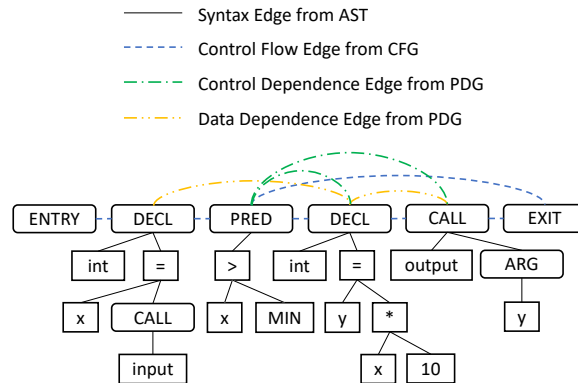 Syntax Edge from AST
Control Flow Edge from CFG
Control Dependence Edge from PDG
Data Dependence Edge from PDG
ENTRY DECL PRED DECL CALL EXIT
int = > int = output ARG
x CALL x MIN y * y
input x 10